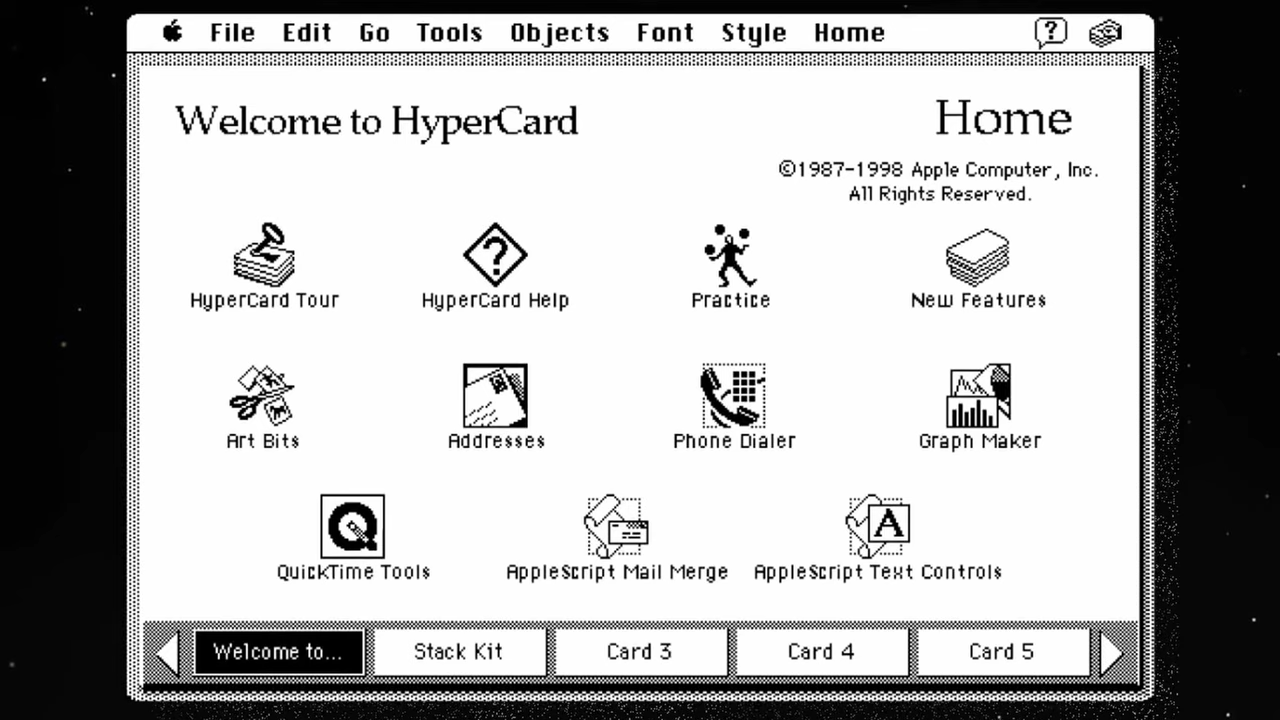 File Edit Go Tools Objects Font Style Home ?
Welcome to HyperCard
Home
©1987-1998 Apple Computer, Inc.
All Rights Reserved.
?
HyperCard Tour HyperCard Help Practice New Features
Art Bits Addresses Phone Dialer Graph Maker
Q A
QuickTime Tools AppleScript Mail Merge AppleScript Text Controls
Welcome to... Stack Kit Card 3 Card 4 Card 5